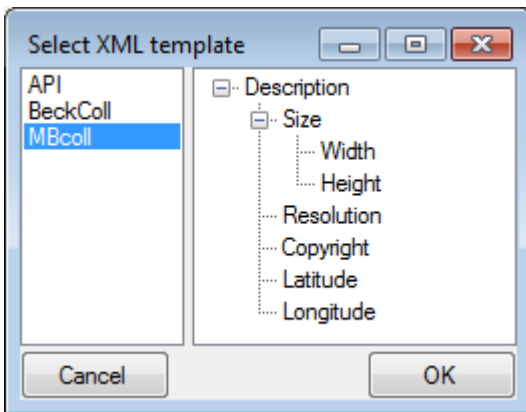 Select XML template
API
BeckColl
MBcoll
Description
Size
Width
Height
Resolution
Copyright
Latitude
Longitude
Cancel
OK